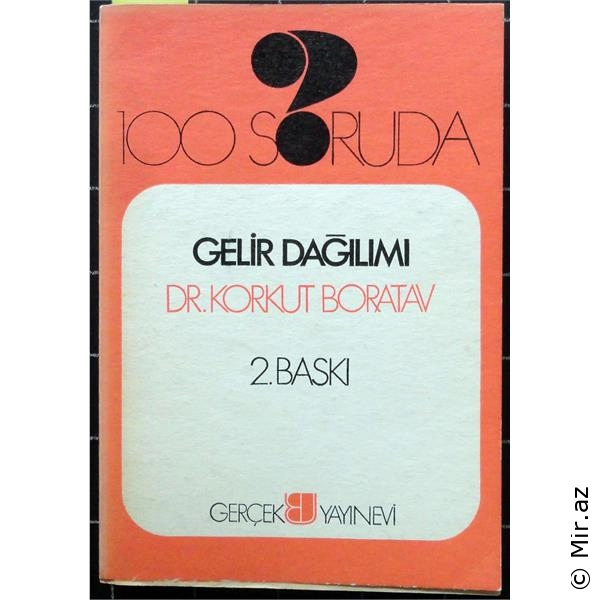 100 SORUDA
GELİR DAĞILIMI
DR. KORKUT BORATAV
2. BASKI
GERÇEK YAYINEVİ
© Mir.az